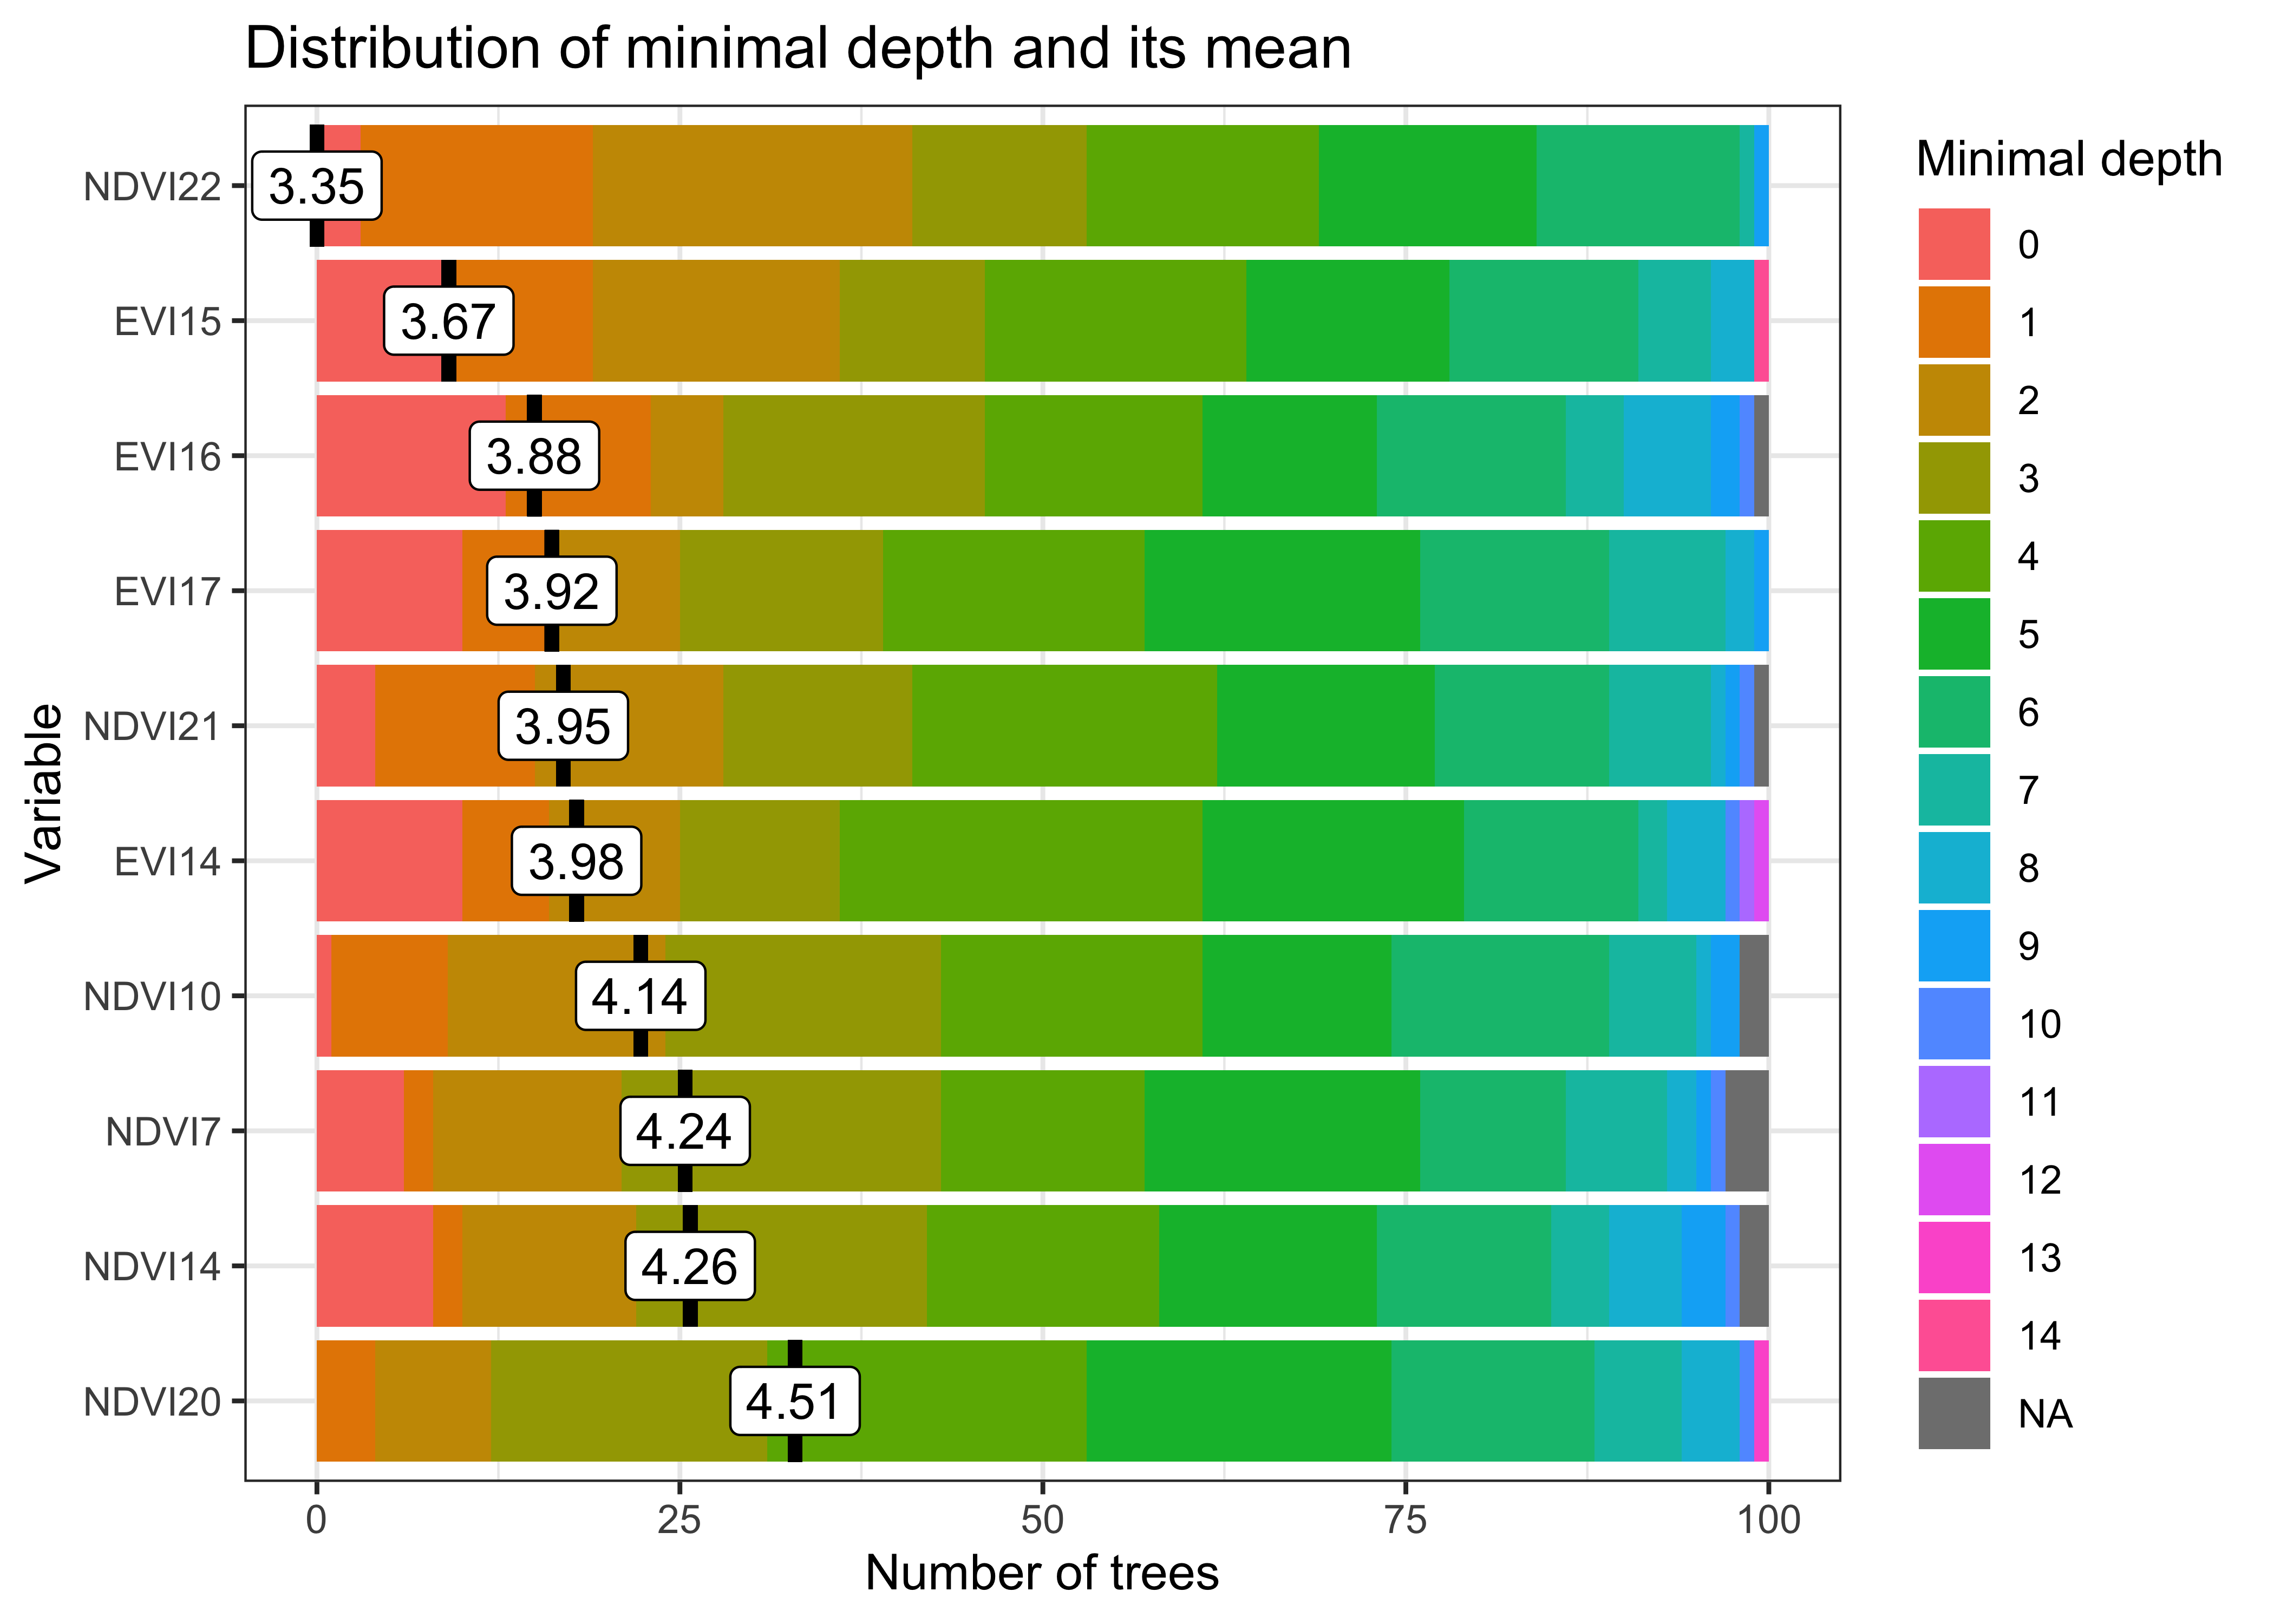 Distribution of minimal depth and its mean
Variable
NDVI22
3.35
EVI15
3.67
EVI16
3.88
EVI17
3.92
NDVI21
3.95
EVI14
3.98
NDVI10
4.14
NDVI7
4.24
NDVI14
4.26
NDVI20
4.51
0
25
50
75
100
Number of trees
Minimal depth
0
1
2
3
4
5
6
7
8
9
10
11
12
13
14
NA